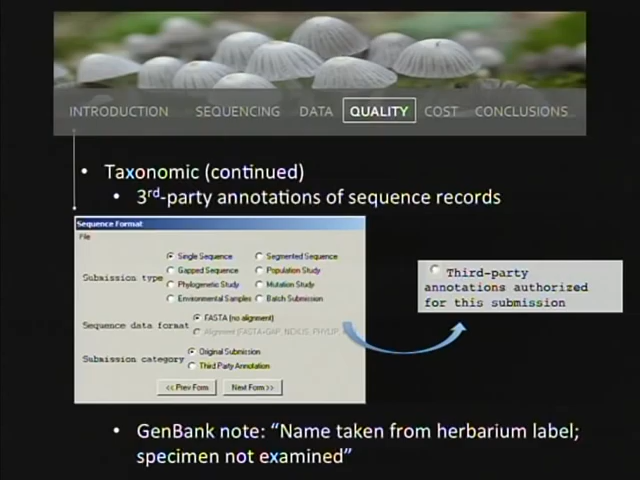 INTRODUCTION SEQUENCING DATA QUALITY COST CONCLUSIONS
• Taxonomic (continued)
• 3rd-party annotations of sequence records
Sequence Format
File
Submission type
Single Sequence
Segmented Sequence
Gapped Sequence
Population Study
Phylogenetic Study
Mutation Study
Environmental Samples
Batch Submission
Sequence data format
FASTA (no alignment)
Alignment (FASTA+GAP, NEXUS, PHYLIP,
Submission category
Original Submission
Third Party Annotation
<< Prev Form
Next Form >>
Third-party
annotations authorized
for this submission
• GenBank note: “Name taken from herbarium label;
specimen not examined”